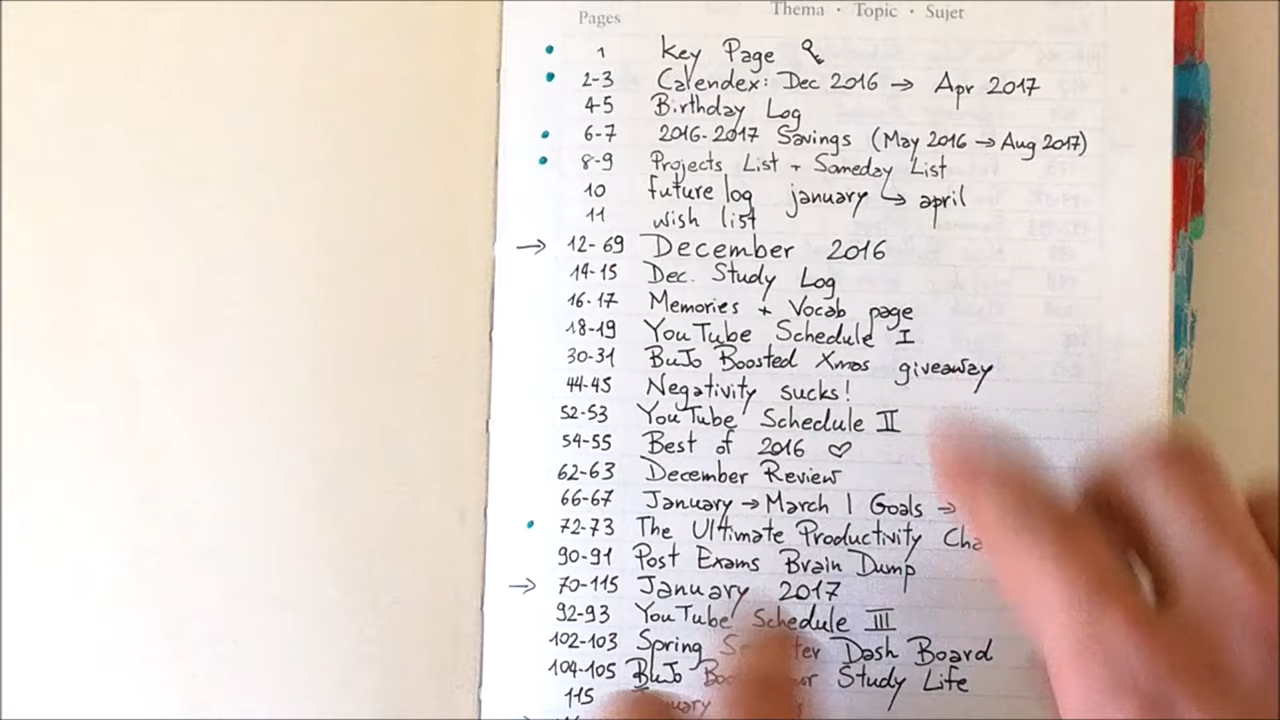 Pages Thema · Topic · Sujet
1 Key Page
2-3 Calendex: Dec 2016 → Apr 2017
4-5 Birthday Log
6-7 2016-2017 Savings (May 2016 → Aug 2017)
8-9 Projects List + Someday List
10 future log january → april
11 wish list
→ 12-69 December 2016
14-15 Dec. Study Log
16-17 Memories + Vocab page
18-19 YouTube Schedule I
30-31 BuJo Boosted Xmas giveaway
44-45 Negativity sucks!
52-53 YouTube Schedule II
54-55 Best of 2016 ♡
62-63 December Review
66-67 January → March | Goals →
72-73 The Ultimate Productivity
90-91 Post Exams Brain Dump
→ 70-115 January 2017
92-93 YouTube Schedule III
102-103 Spring Dash Board
104-105 BuJo Study Life
115